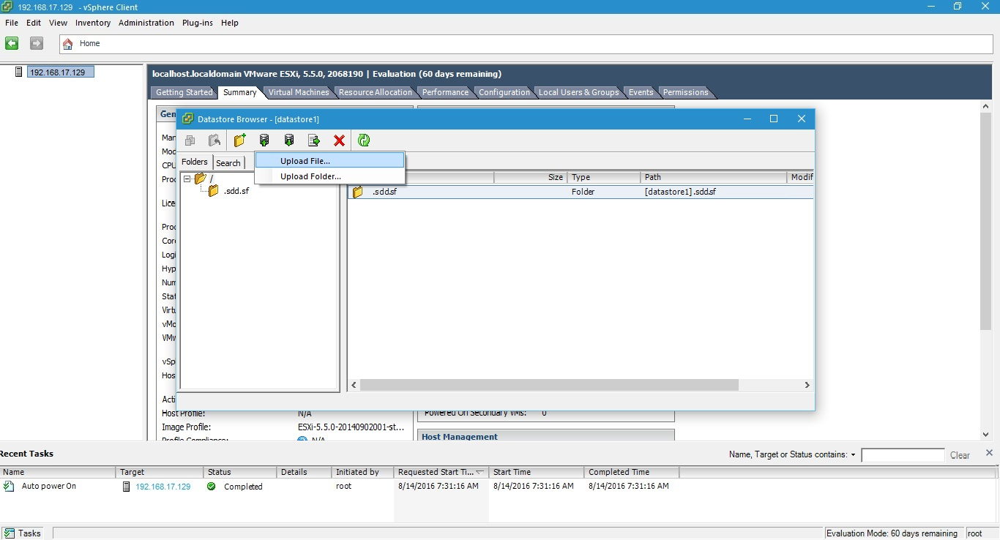 192.168.17.129 - vSphere Client
File Edit View Inventory Administration Plug-ins Help
Home
192.168.17.129
localhost.localdomain VMware ESXi, 5.5.0, 2068190 | Evaluation (60 days remaining)
Getting Started Summary Virtual Machines Resource Allocation Performance Configuration Local Users & Groups Events Permissions
Gen
Datastore Browser - [datastore1]
Upload File...
Upload Folder...
Folders Search
/
.sdd.sf
Size Type Path Modif
.sdd.sf Folder [datastore1] .sdd.sf
Man
Mod
CPU
Proc
Lice
Proc
Core
Logi
Hyp
Num
Stat
Virtu
vMo
VMw
vSp
Hos
Acti
Host Profile: N/A
Image Profile: ESXi-5.5.0-20140902001-st...
Profile Compliance: N/A
Powered On Secondary VMs: 0
Host Management
Recent Tasks
Name, Target or Status contains: Clear
Name Target Status Details Initiated by Requested Start Ti... Start Time Completed Time
Auto power On 192.168.17.129 Completed root 8/14/2016 7:31:16 AM 8/14/2016 7:31:16 AM 8/14/2016 7:31:16 AM
Tasks Evaluation Mode: 60 days remaining root